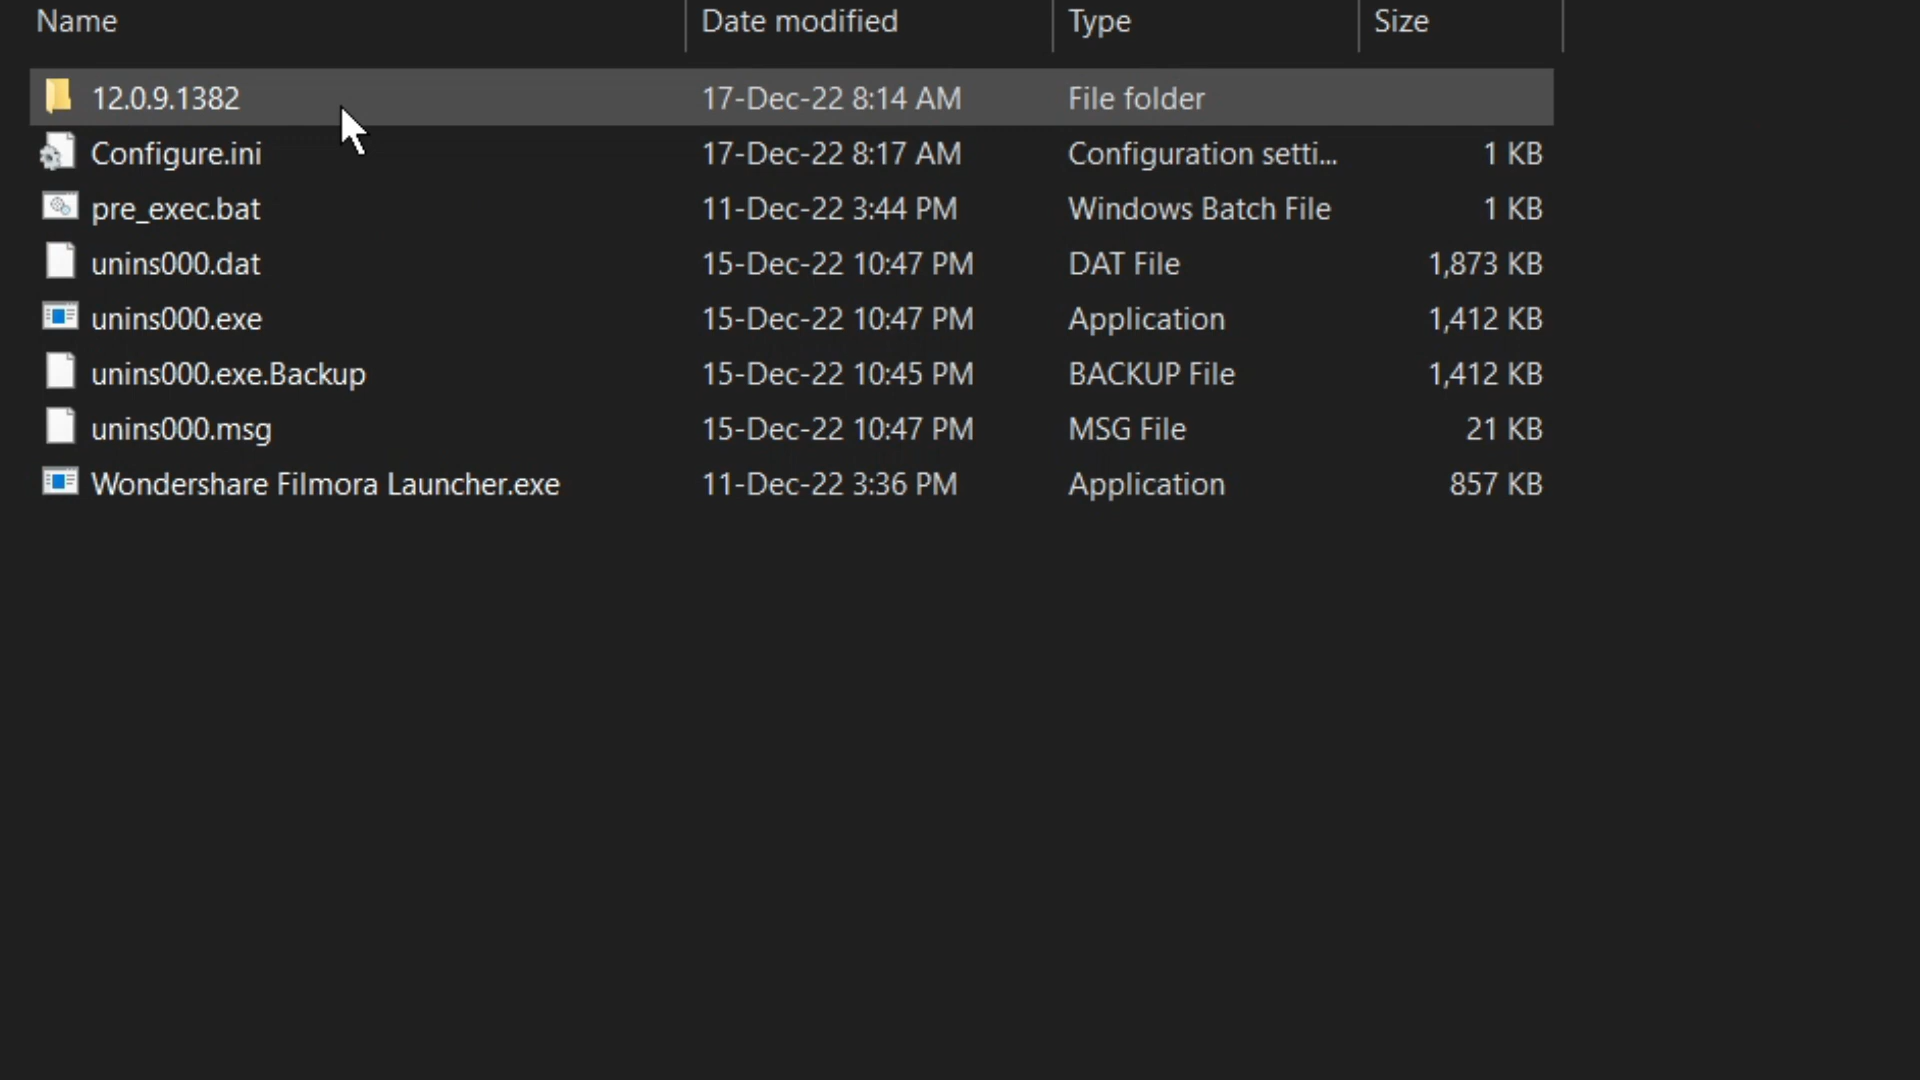 Name Date modified Type Size
12.0.9.1382 17-Dec-22 8:14 AM File folder
Configure.ini 17-Dec-22 8:17 AM Configuration setti... 1 KB
pre_exec.bat 11-Dec-22 3:44 PM Windows Batch File 1 KB
unins000.dat 15-Dec-22 10:47 PM DAT File 1,873 KB
unins000.exe 15-Dec-22 10:47 PM Application 1,412 KB
unins000.exe.Backup 15-Dec-22 10:45 PM BACKUP File 1,412 KB
unins000.msg 15-Dec-22 10:47 PM MSG File 21 KB
Wondershare Filmora Launcher.exe 11-Dec-22 3:36 PM Application 857 KB